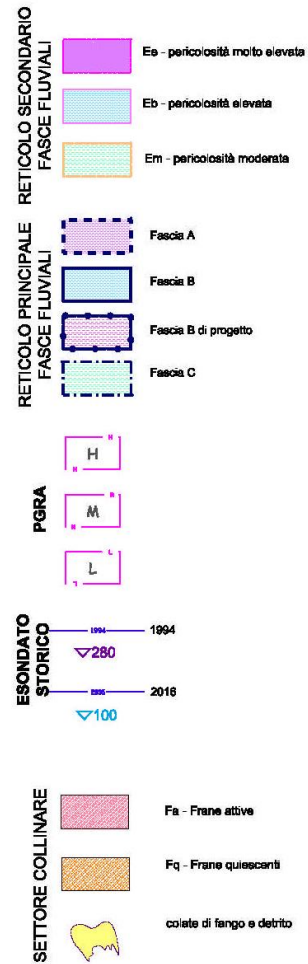 RETICOLO SECONDARIO
FASCE FLUVIALI
Ee - pericolosità molto elevata
Eb - pericolosità elevata
Em - pericolosità moderata
RETICOLO PRINCIPALE
FASCE FLUVIALI
Fascia A
Fascia B
Fascia B di progetto
Fascia C
PGRA
H
H
H
M
M
M
L
L
L
ESONDATO
STORICO
1994
1994
▽280
2016
▽100
SETTORE COLLINARE
Fa - Frane attive
Fq - Frane quiescenti
colate di fango e detrito